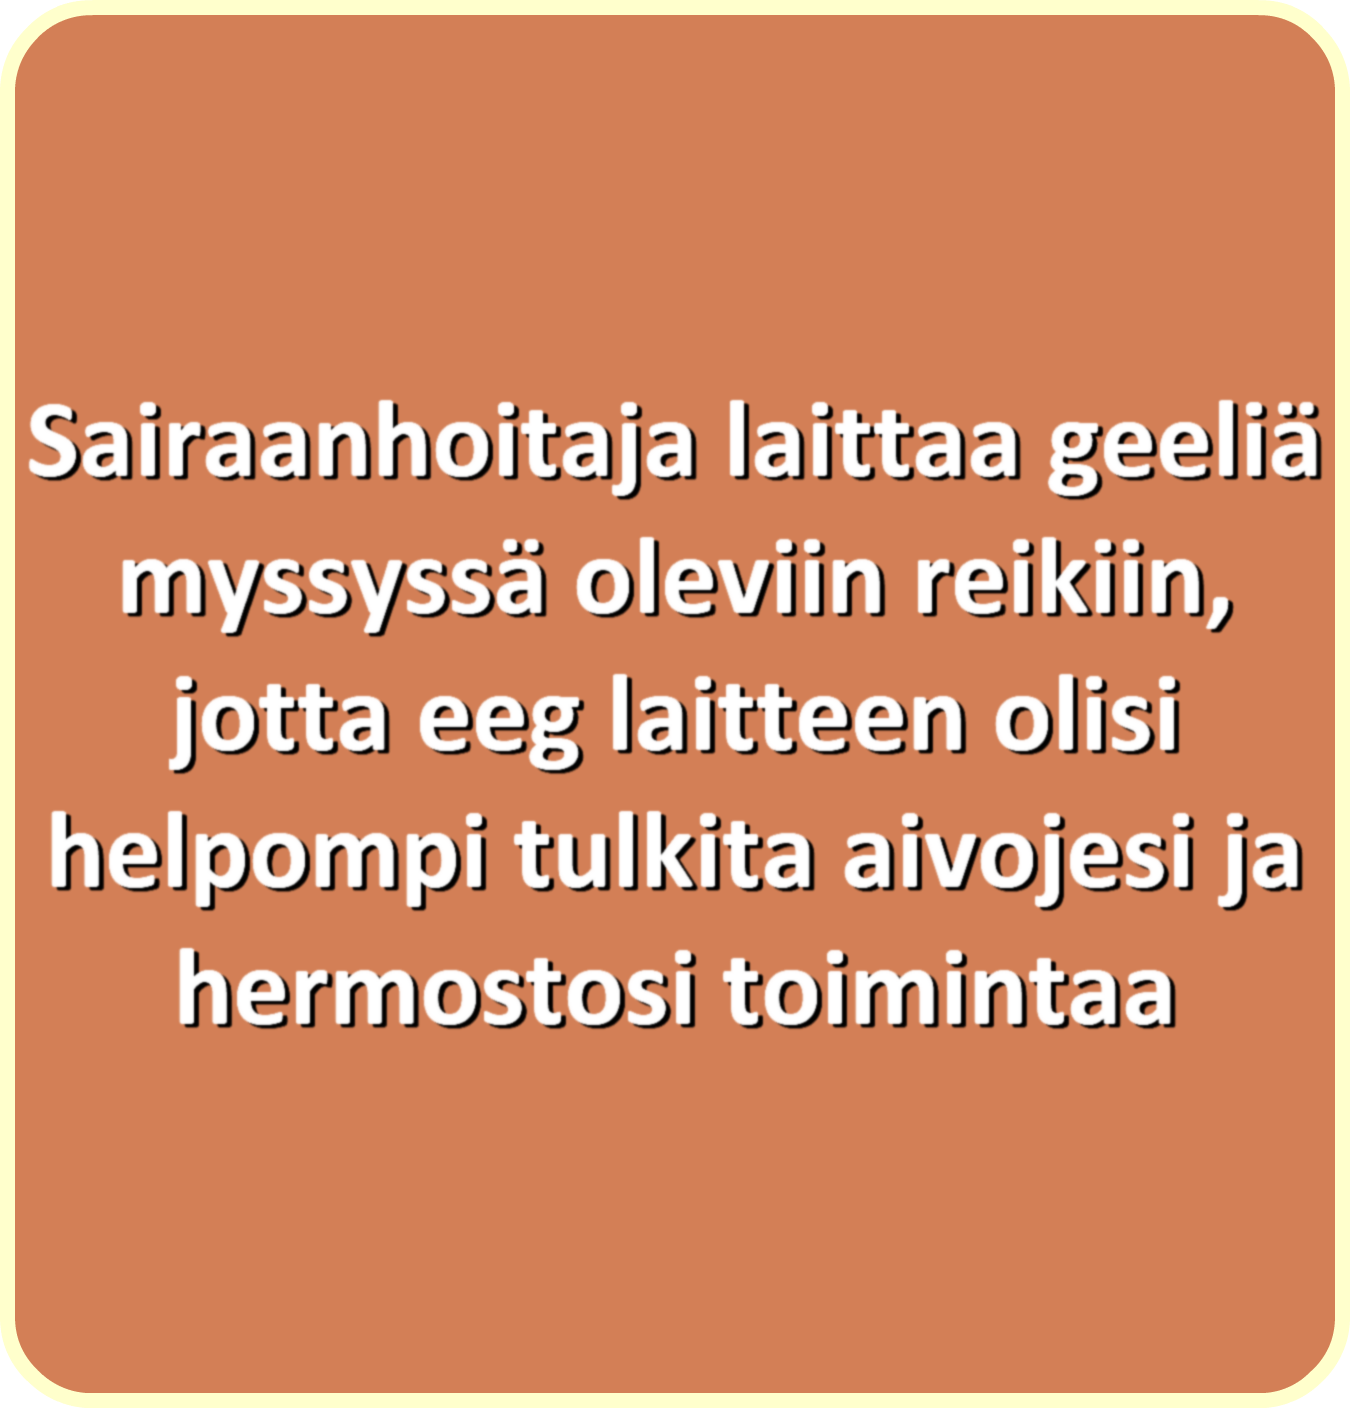 Sairaanhoitaja laittaa geeliä
myssyssä oleviin reikiin,
jotta eeg laitteen olisi
helpompi tulkita aivojesi ja
hermostosi toimintaa